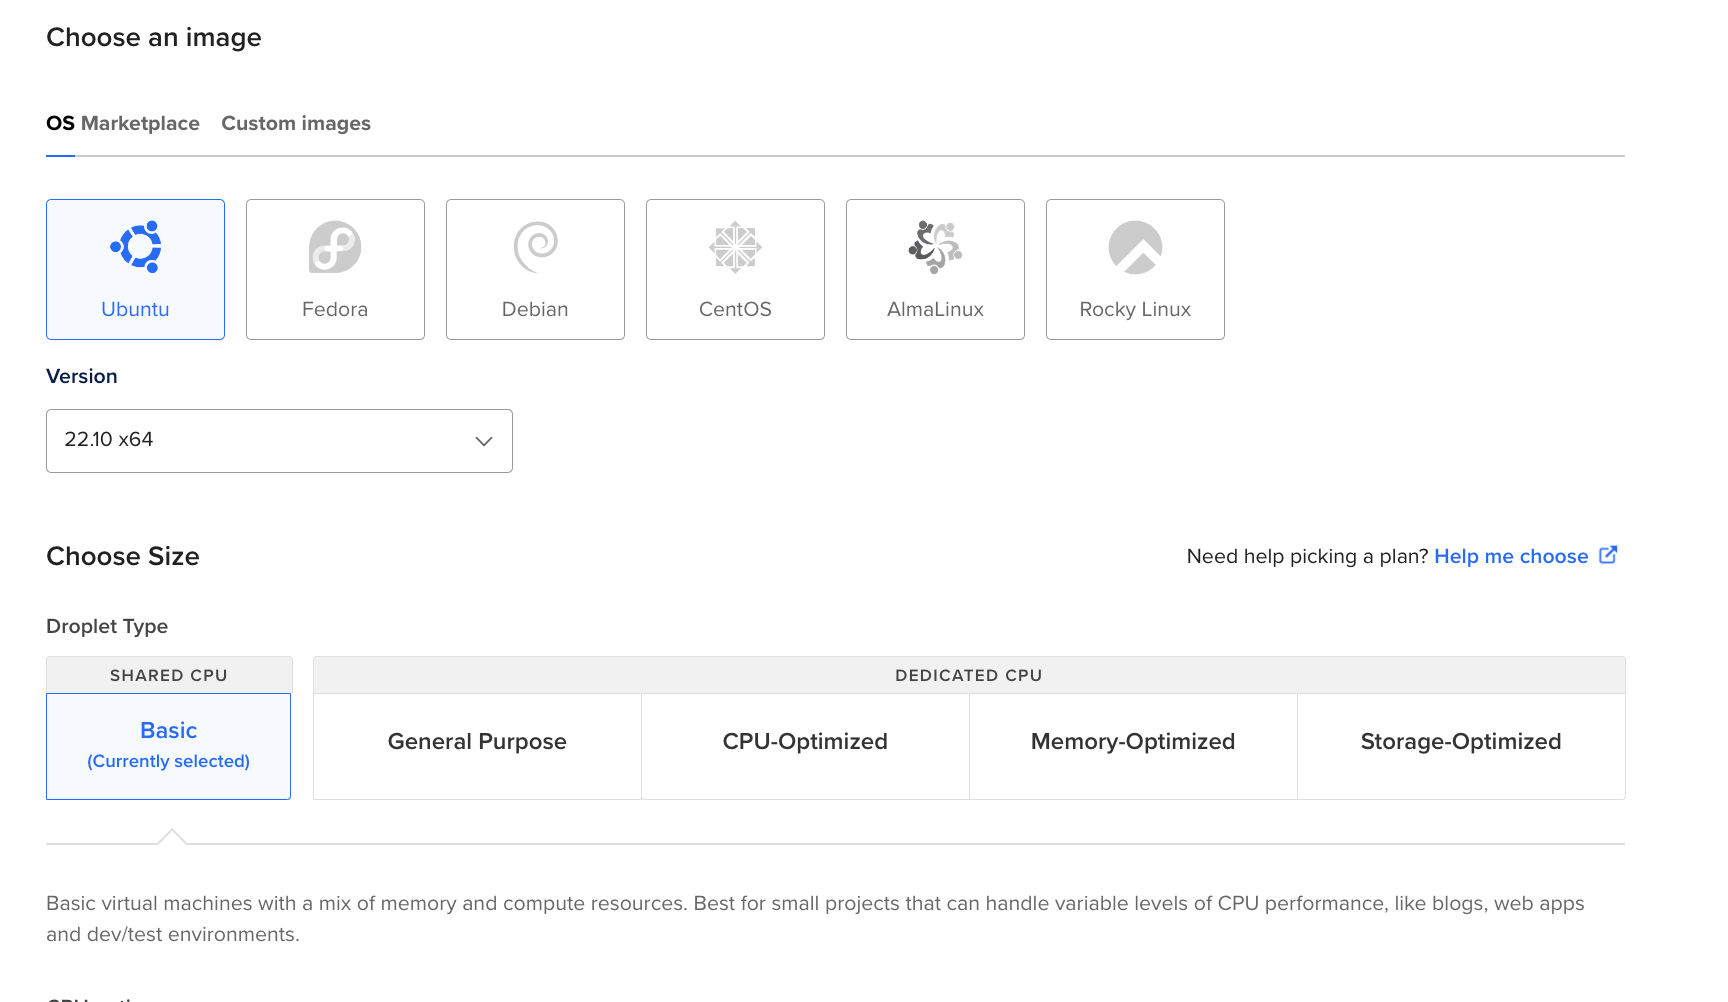 Choose an image
OS Marketplace Custom images
Ubuntu Fedora Debian CentOS AlmaLinux Rocky Linux
Version
22.10 x64
Choose Size
Need help picking a plan? Help me choose
Droplet Type
SHARED CPU DEDICATED CPU
Basic
(Currently selected)
General Purpose CPU-Optimized Memory-Optimized Storage-Optimized
Basic virtual machines with a mix of memory and compute resources. Best for small projects that can handle variable levels of CPU performance, like blogs, web apps
and dev/test environments.